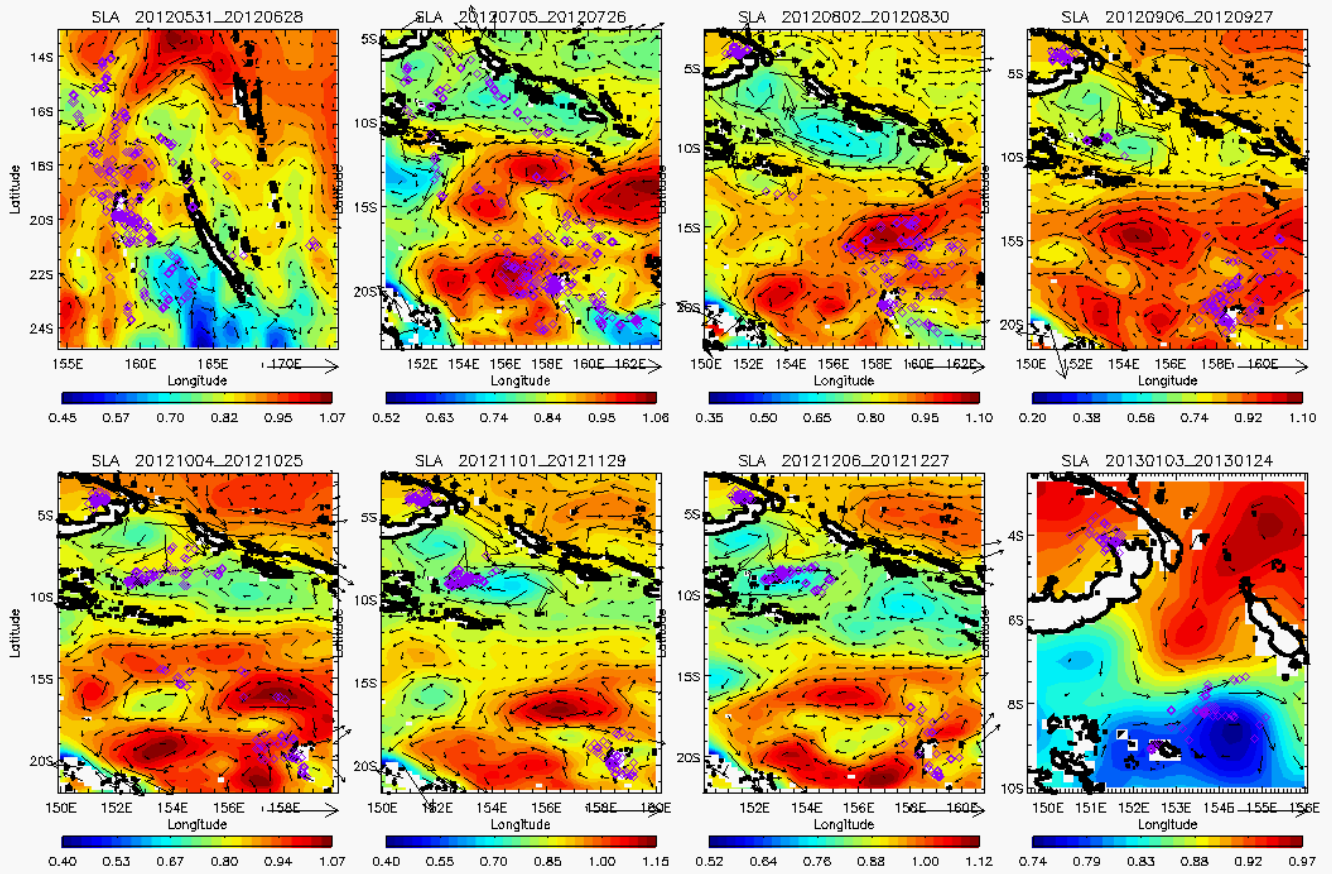 SLA 20120531_20120628
SLA 20120705_20120726
SLA 20120802_20120830
SLA 20120906_20120927
14S
16S
18S
20S
22S
24S
Latitude
155E 160E 165E 170E
Longitude
0.45 0.57 0.70 0.82 0.95 1.07
5S
10S
15S
20S
Latitude
152E 154E 156E 158E 160E 162E
Longitude
0.52 0.63 0.74 0.84 0.95 1.06
5S
10S
15S
20S
Latitude
152E 154E 156E 158E 160E 162E
Longitude
0.35 0.50 0.65 0.80 0.95 1.10
5S
10S
15S
20S
Latitude
150E 152E 154E 156E 158E 160E
Longitude
0.20 0.38 0.56 0.74 0.92 1.10
SLA 20121004_20121025
SLA 20121101_20121129
SLA 20121206_20121227
SLA 20130103_20130124
5S
10S
15S
20S
Latitude
150E 152E 154E 156E 158E
Longitude
0.40 0.53 0.67 0.80 0.94 1.07
5S
10S
15S
20S
Latitude
150E 152E 154E 156E 158E 160E
Longitude
0.40 0.55 0.70 0.85 1.00 1.15
5S
10S
15S
20S
Latitude
152E 154E 156E 158E 160E
Longitude
0.52 0.64 0.76 0.88 1.00 1.12
4S
6S
8S
10S
Latitude
150E 151E 152E 153E 154E 155E 156E
Longitude
0.74 0.79 0.83 0.88 0.92 0.97